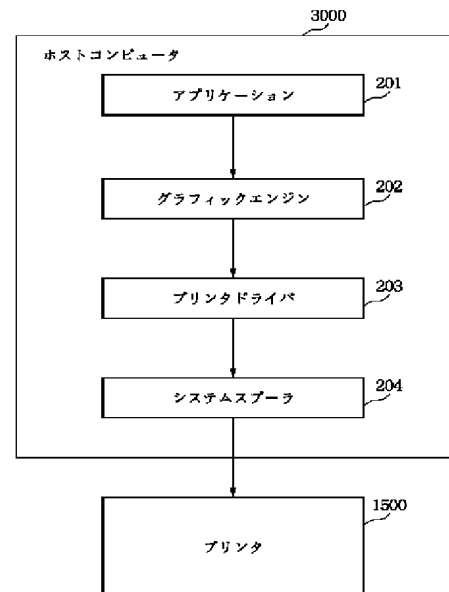 3000
ホストコンピュータ
アプリケーション
201
グラフィックエンジン
202
プリンタドライバ
203
システムスプーラ
204
プリンタ
1500